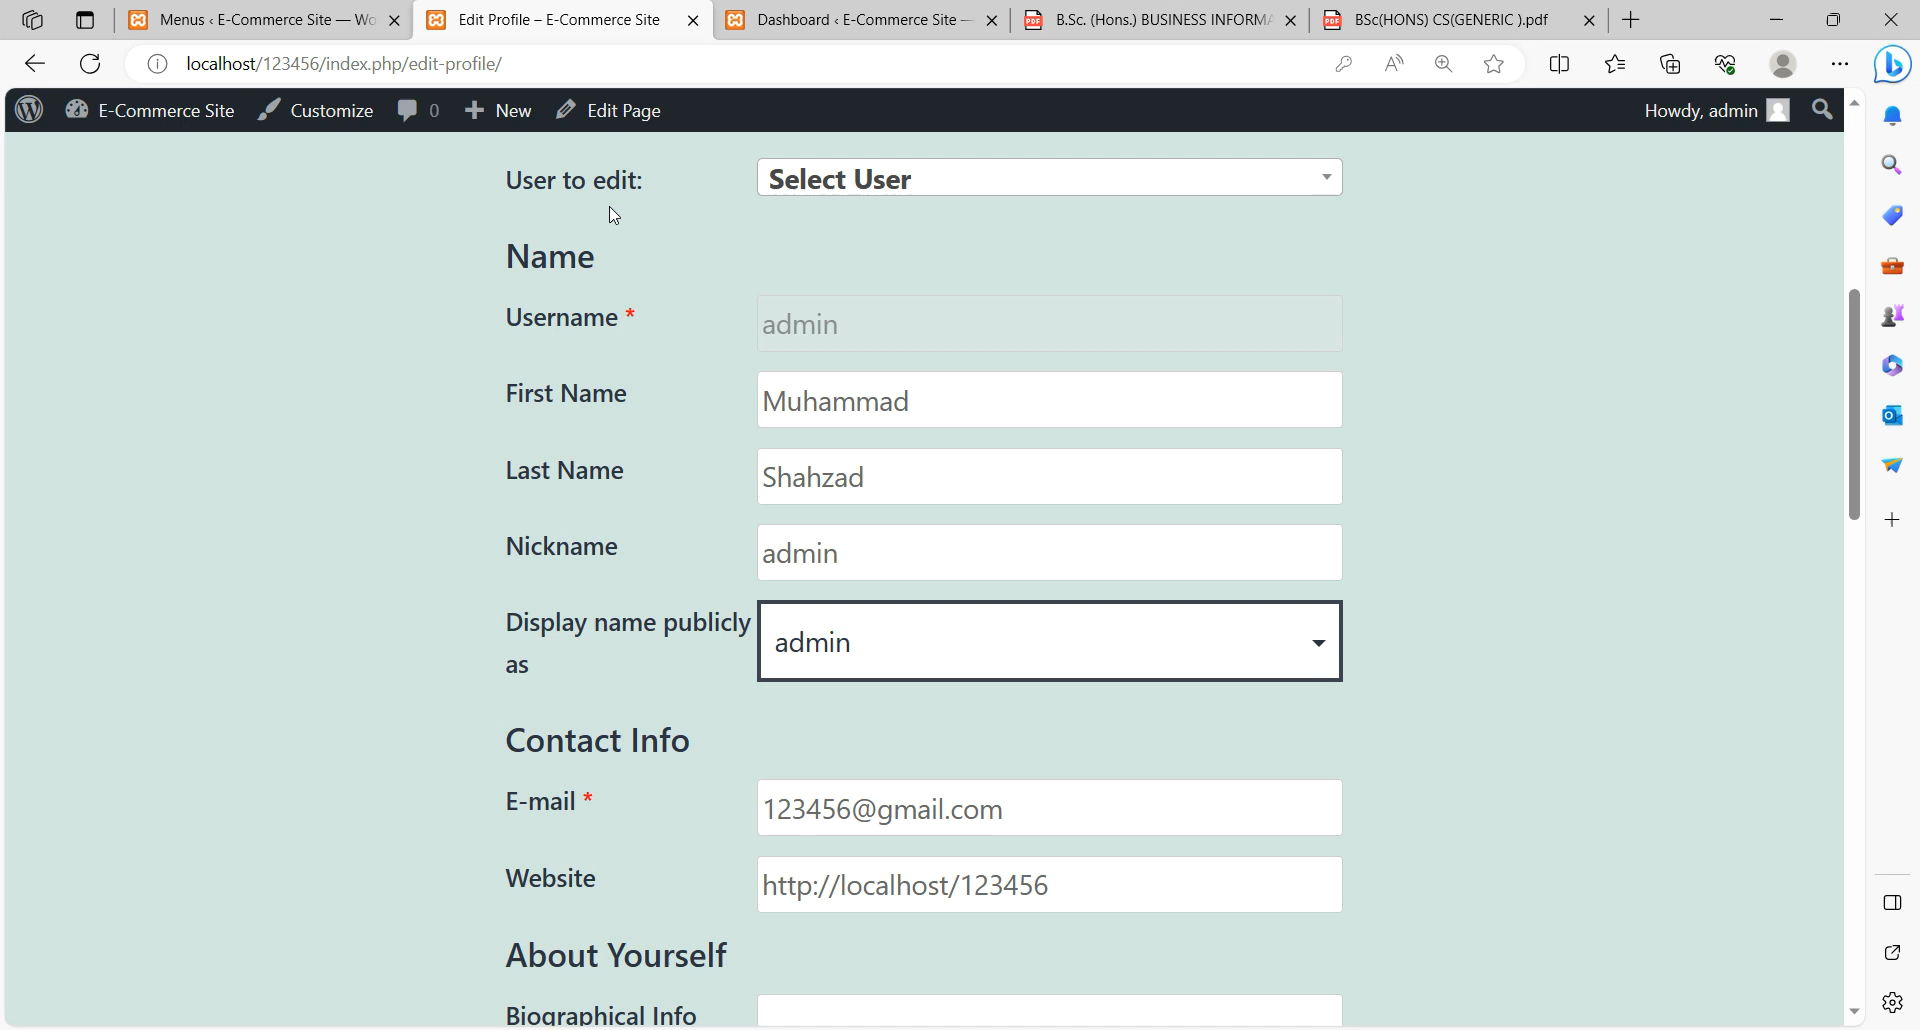 Menus ‹ E-Commerce Site — Wo
Edit Profile – E-Commerce Site
Dashboard ‹ E-Commerce Site —
B.Sc. (Hons.) BUSINESS INFORMA
BSc(HONS) CS(GENERIC ).pdf
localhost/123456/index.php/edit-profile/
E-Commerce Site
Customize
0
New
Edit Page
Howdy, admin
User to edit:
Select User
Name
Username *
admin
First Name
Muhammad
Last Name
Shahzad
Nickname
admin
Display name publicly
as
admin
Contact Info
E-mail *
123456@gmail.com
Website
http://localhost/123456
About Yourself
Biographical Info